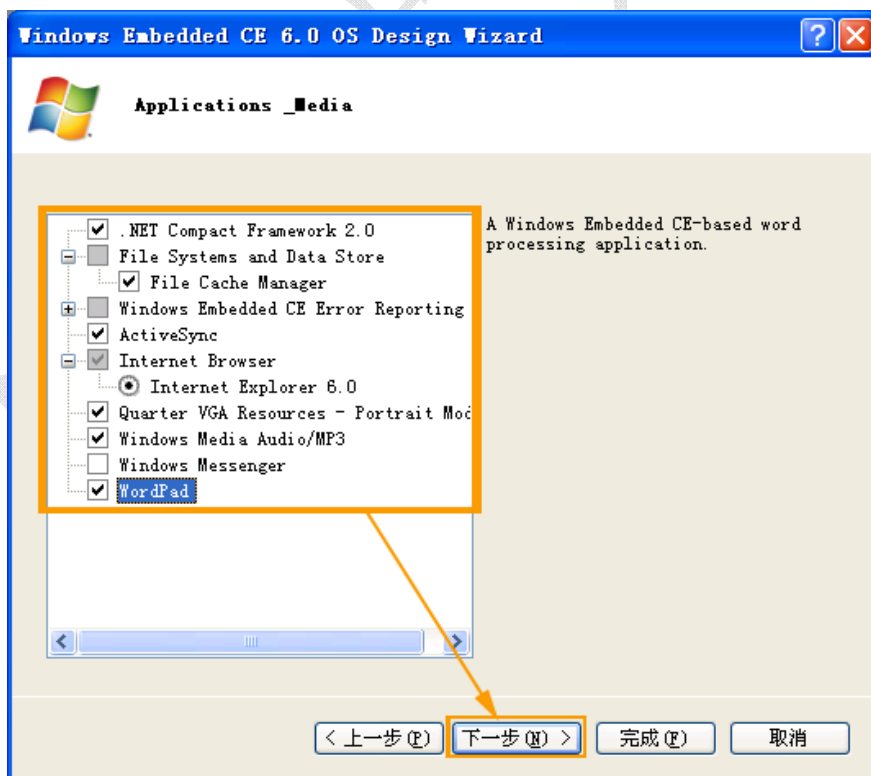 Windows Embedded CE 6.0 OS Design Wizard
Applications _Media
.NET Compact Framework 2.0
File Systems and Data Store
File Cache Manager
Windows Embedded CE Error Reporting
ActiveSync
Internet Browser
Internet Explorer 6.0
Quarter VGA Resources - Portrait Mod
Windows Media Audio/MP3
Windows Messenger
WordPad
A Windows Embedded CE-based word
processing application.
< 上一步(P) 下一步(N) > 完成(F) 取消